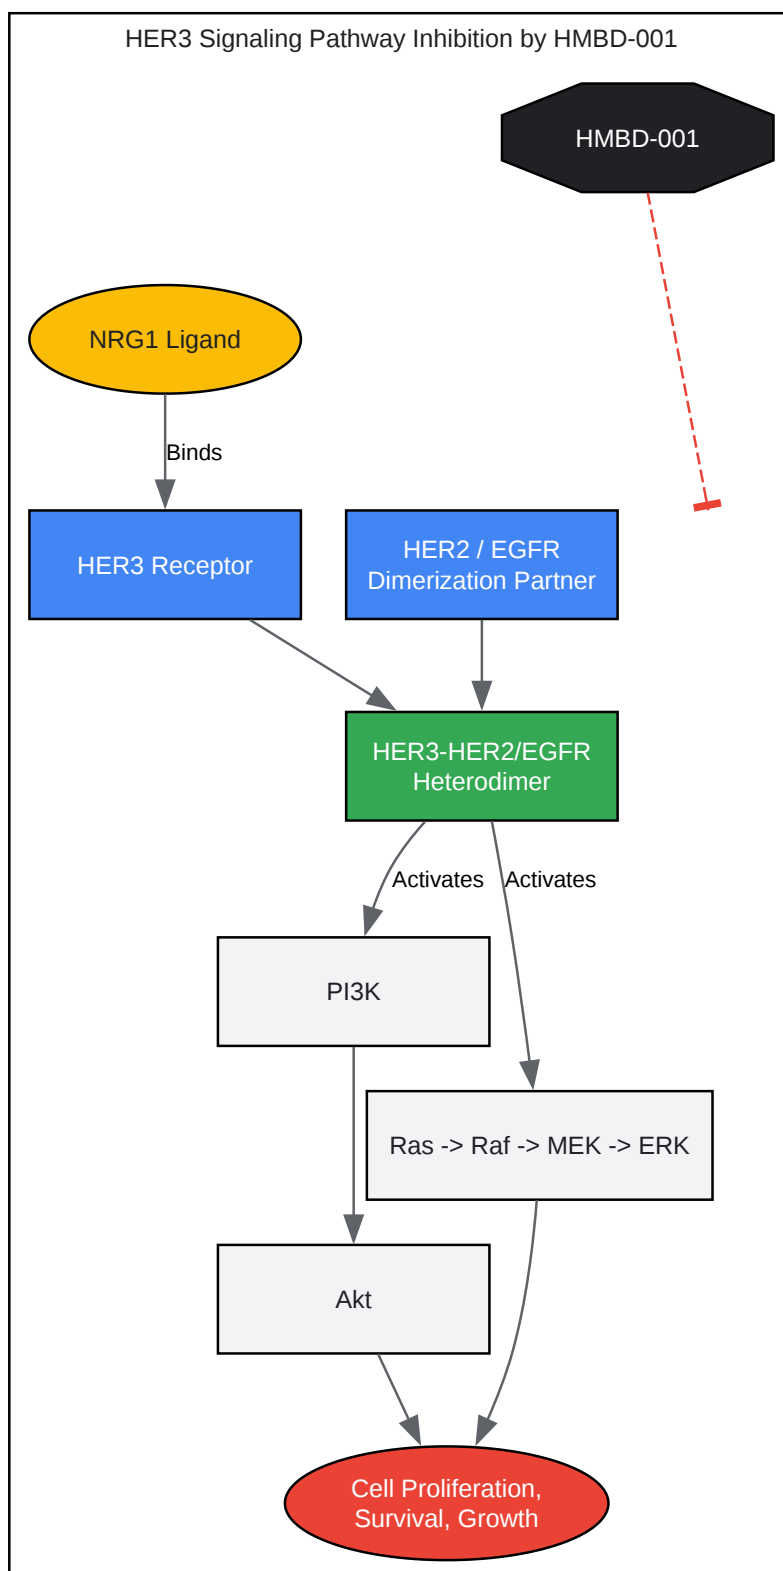 HER3 Signaling Pathway Inhibition by HMBD-001
HMBD-001
NRG1 Ligand
Binds
HER3 Receptor
HER2 / EGFR
Dimerization Partner
HER3-HER2/EGFR
Heterodimer
Activates
Activates
PI3K
Ras -> Raf -> MEK -> ERK
Akt
Cell Proliferation,
Survival, Growth